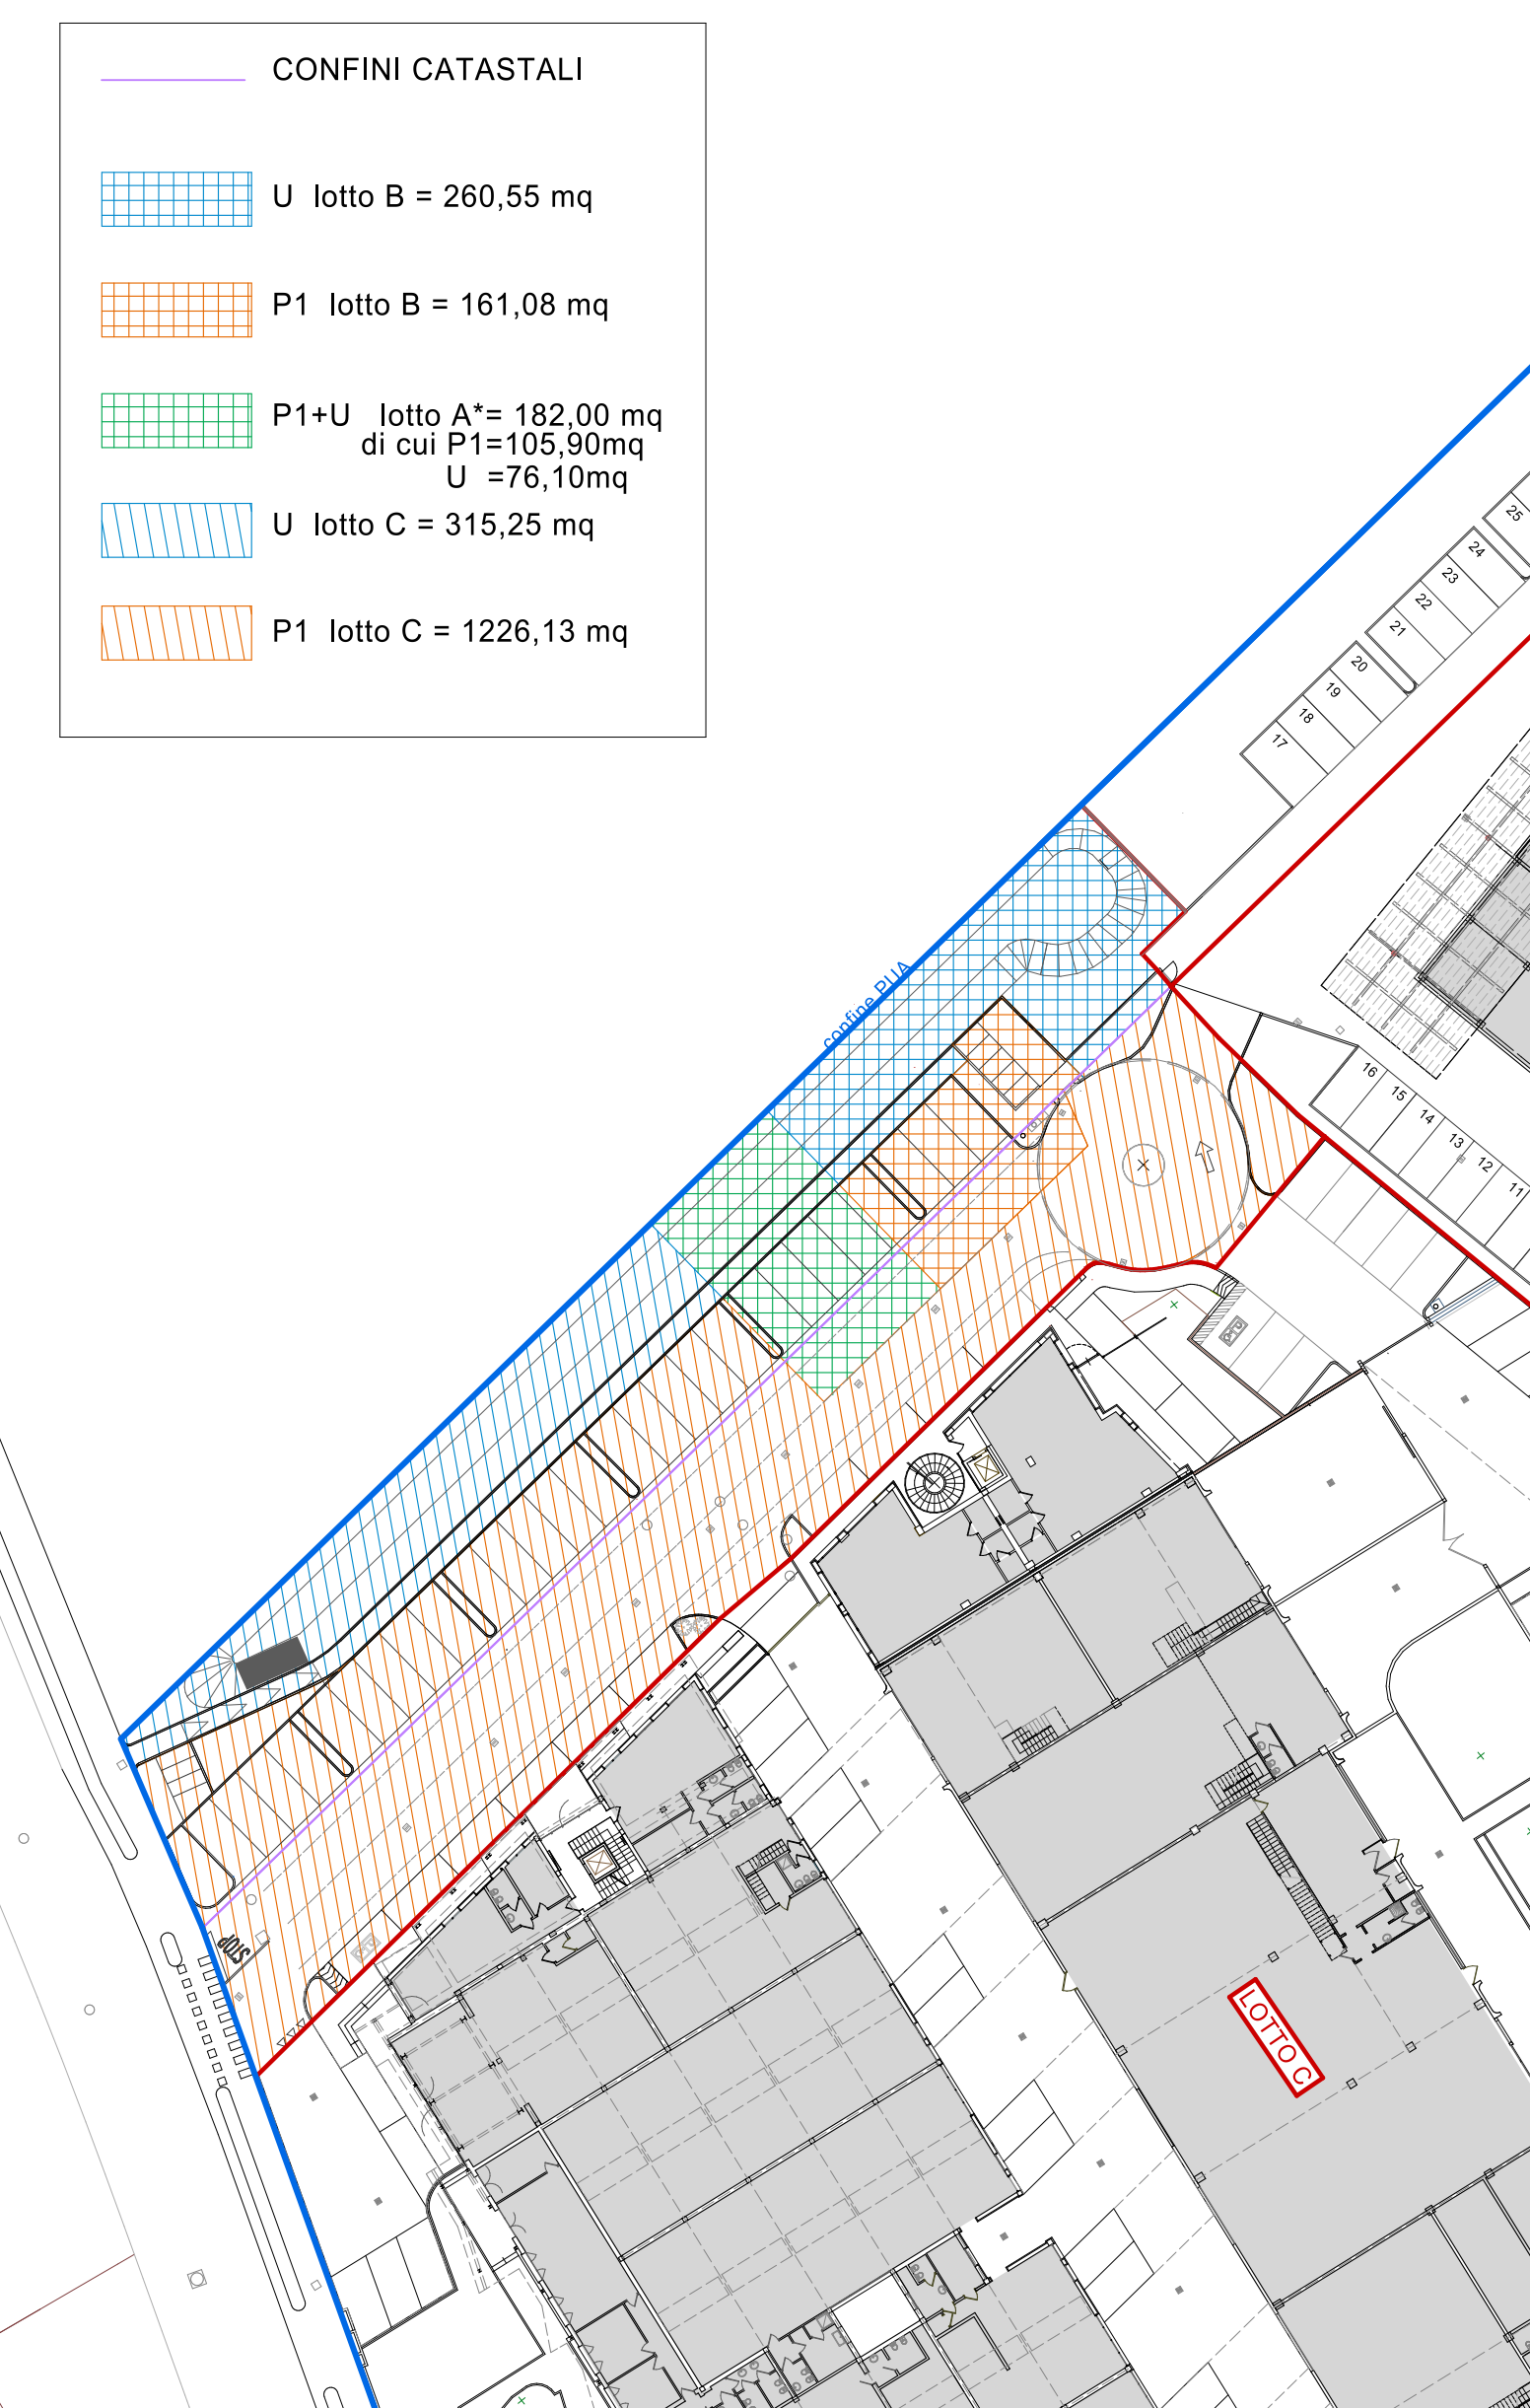 CONFINI CATASTALI
U lotto B = 260,55 mq
P1 lotto B = 161,08 mq
P1+U lotto A*= 182,00 mq
di cui P1=105,90mq
U =76,10mq
U lotto C = 315,25 mq
P1 lotto C = 1226,13 mq
25
24
23
22
21
20
19
18
17
confine PUA
16
15
14
13
12
11
STOP
LOTTO C